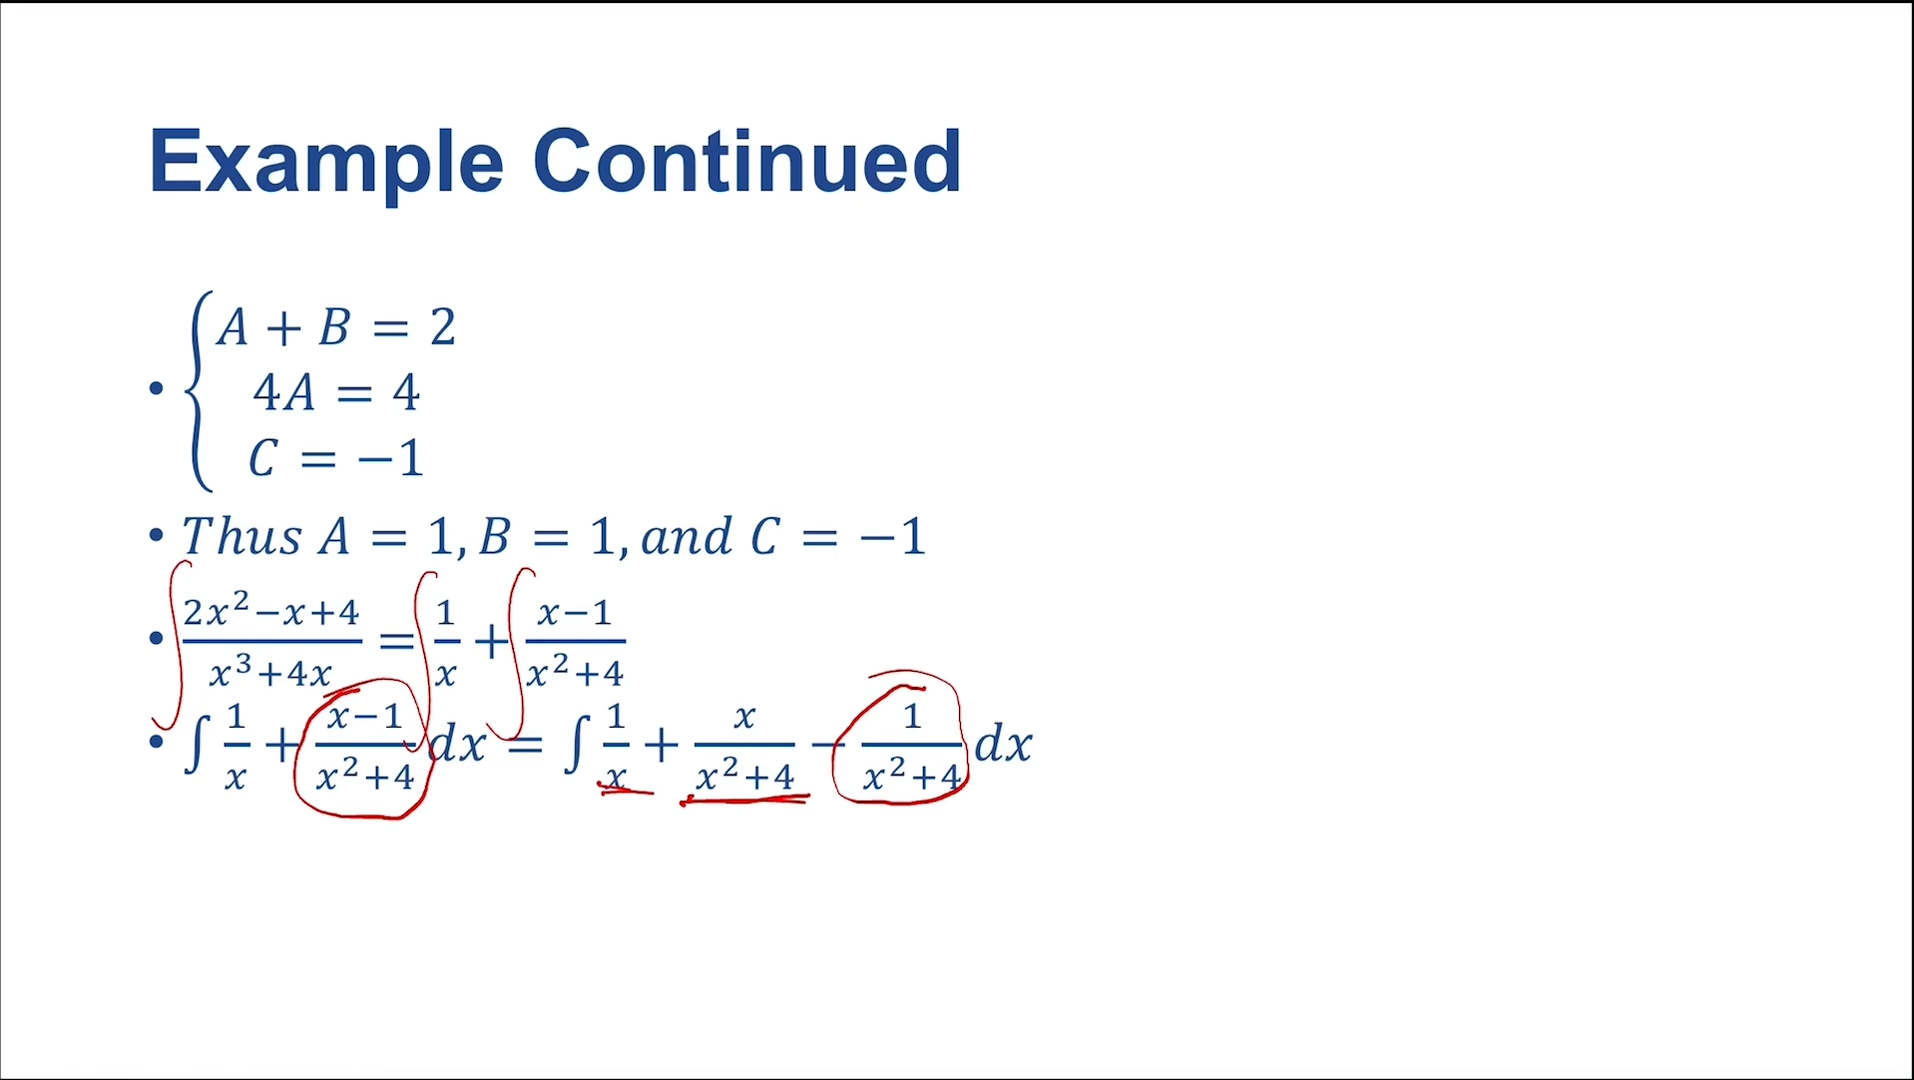 Example Continued
• { A + B = 2
4A = 4
C = −1
• Thus A = 1, B = 1, and C = −1
• ∫ (2x²−x+4)/(x³+4x) = ∫ 1/x + ∫ (x−1)/(x²+4)
• ∫ 1/x + (x−1)/(x²+4) dx = ∫ 1/x + x/(x²+4) − 1/(x²+4) dx